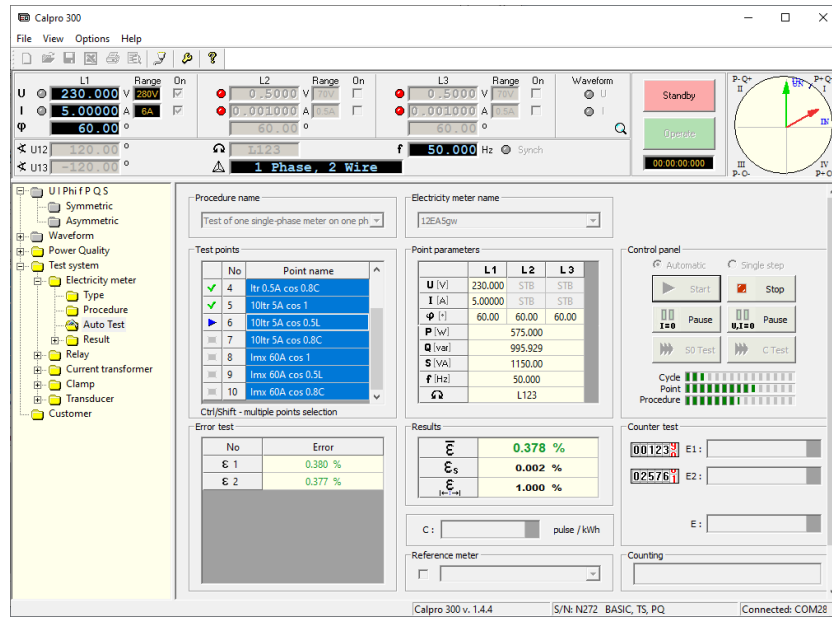 Calpro 300
File View Options Help
L1 Range On L2 Range On L3 Range On Waveform
U 230.000 V 280V 0.5000 V 70V 0.5000 V 70V U
I 5.00000 A 6A 0.001000 A 0.5A 0.001000 A 0.5A I
φ 60.00 ° 60.00 ° 60.00 °
U12 120.00 ° L123 f 50.000 Hz Synch
U13 -120.00 ° 1 Phase, 2 Wire
Standby
Operate
00:00:00:000
P- Q+ P+ Q+
II I
UN
IN
III IV
P- Q- P+ Q-
U I Phi f P Q S
Symmetric
Asymmetric
Waveform
Power Quality
Test system
Electricity meter
Type
Procedure
Auto Test
Result
Relay
Current transformer
Clamp
Transducer
Customer
Procedure name
Test of one single-phase meter on one ph
Electricity meter name
12EA5gw
Test points
No Point name
4 Itr 0.5A cos 0.8C
5 10Itr 5A cos 1
6 10Itr 5A cos 0.5L
7 10Itr 5A cos 0.8C
8 Imx 60A cos 1
9 Imx 60A cos 0.5L
10 Imx 60A cos 0.8C
Ctrl/Shift - multiple points selection
Point parameters
L1 L2 L3
U [V] 230.000 STB STB
I [A] 5.00000 STB STB
φ [°] 60.00 60.00 60.00
P [W] 575.000
Q [var] 995.929
S [VA] 1150.00
f [Hz] 50.000
L123
Control panel
Automatic Single step
Start Stop
I=0 Pause U,I=0 Pause
S0 Test C Test
Cycle
Point
Procedure
Error test
No Error
ε 1 0.380 %
ε 2 0.377 %
Results
ε 0.378 %
εs 0.002 %
ε 1.000 %
C : pulse / kWh
Reference meter
Counter test
00123 E1 :
02576 E2 :
E :
Counting
Calpro 300 v. 1.4.4 S/N: N272 BASIC, TS, PQ Connected: COM28